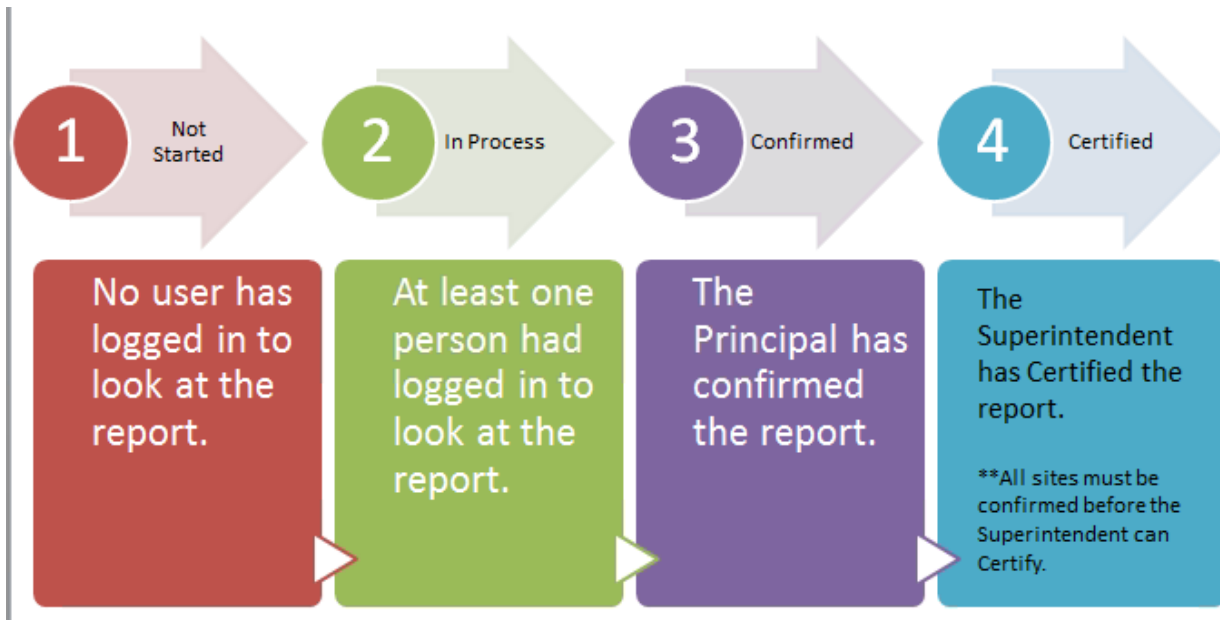 1
Not
Started
2
In Process
3
Confirmed
4
Certified
No user has
logged in to
look at the
report.
At least one
person had
logged in to
look at the
report.
The
Principal has
confirmed
the report.
The
Superintendent
has Certified the
report.
**All sites must be
confirmed before the
Superintendent can
Certify.